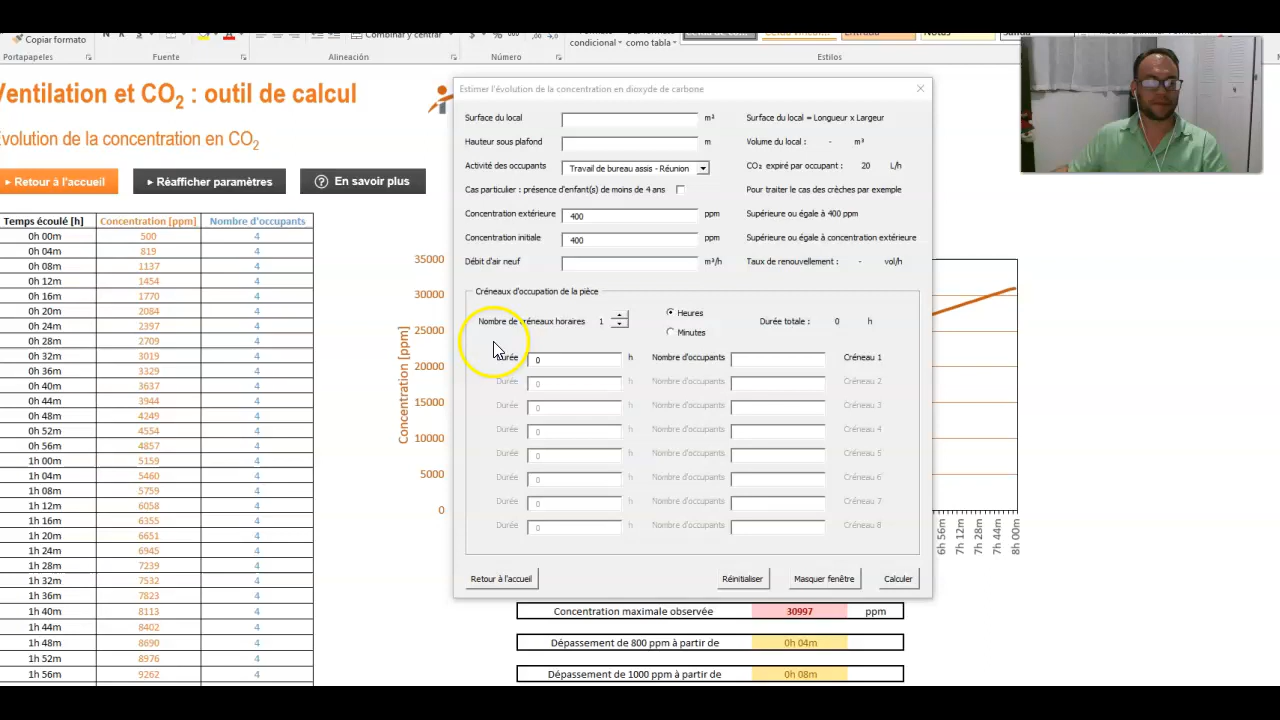 Copiar formato
Combinar y centrar
condicional
como tabla
Portapapeles
Fuente
Alineación
Número
Estilos
Ventilation et CO2 : outil de calcul
Evolution de la concentration en CO2
Retour à l'accueil
Réafficher paramètres
En savoir plus
Temps écoulé [h] Concentration [ppm] Nombre d'occupants
0h 00m 500 4
0h 04m 819 4
0h 08m 1137 4
0h 12m 1454 4
0h 16m 1770 4
0h 20m 2084 4
0h 24m 2397 4
0h 28m 2709 4
0h 32m 3019 4
0h 36m 3329 4
0h 40m 3637 4
0h 44m 3944 4
0h 48m 4249 4
0h 52m 4554 4
0h 56m 4857 4
1h 00m 5159 4
1h 04m 5460 4
1h 08m 5759 4
1h 12m 6058 4
1h 16m 6355 4
1h 20m 6651 4
1h 24m 6945 4
1h 28m 7239 4
1h 32m 7532 4
1h 36m 7823 4
1h 40m 8113 4
1h 44m 8402 4
1h 48m 8690 4
1h 52m 8976 4
1h 56m 9262 4
Concentration [ppm]
35000
30000
25000
20000
15000
10000
5000
0
Estimer l'évolution de la concentration en dioxyde de carbone
Surface du local m² Surface du local = Longueur x Largeur
Hauteur sous plafond m Volume du local : - m³
Activité des occupants Travail de bureau assis - Réunion CO2 expiré par occupant : 20 L/h
Cas particulier : présence d'enfant(s) de moins de 4 ans Pour traiter le cas des crèches par exemple
Concentration extérieure 400 ppm Supérieure ou égale à 400 ppm
Concentration initiale 400 ppm Supérieure ou égale à concentration extérieure
Débit d'air neuf m³/h Taux de renouvellement : - vol/h
Créneaux d'occupation de la pièce
Nombre de créneaux horaires 1 Heures Durée totale : 0 h
Minutes
Durée 0 h Nombre d'occupants Créneau 1
Durée 0 h Nombre d'occupants Créneau 2
Durée 0 h Nombre d'occupants Créneau 3
Durée 0 h Nombre d'occupants Créneau 4
Durée 0 h Nombre d'occupants Créneau 5
Durée 0 h Nombre d'occupants Créneau 6
Durée 0 h Nombre d'occupants Créneau 7
Durée 0 h Nombre d'occupants Créneau 8
Retour à l'accueil Réinitialiser Masquer fenêtre Calculer
6h 56m
7h 12m
7h 28m
7h 44m
8h 00m
Concentration maximale observée 30997 ppm
Dépassement de 800 ppm à partir de 0h 04m
Dépassement de 1000 ppm à partir de 0h 08m